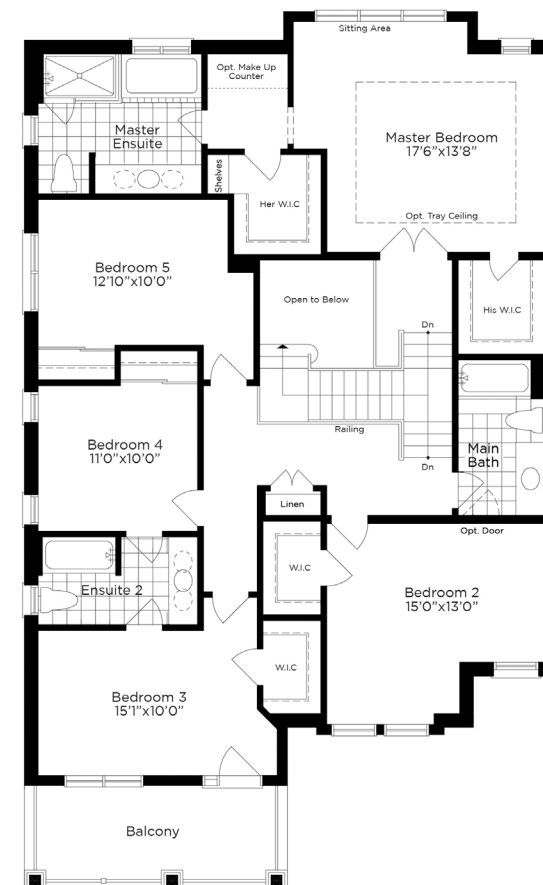 Sitting Area
Opt. Make Up
Counter
Master
Ensuite
Master Bedroom
17'6"x13'8"
Shelves
Her W.I.C
Opt. Tray Ceiling
Bedroom 5
12'10"x10'0"
Open to Below
His W.I.C
Dn
Bedroom 4
11'0"x10'0"
Railing
Main
Bath
Dn
Linen
Opt. Door
W.I.C
Ensuite 2
Bedroom 2
15'0"x13'0"
W.I.C
Bedroom 3
15'1"x10'0"
Balcony